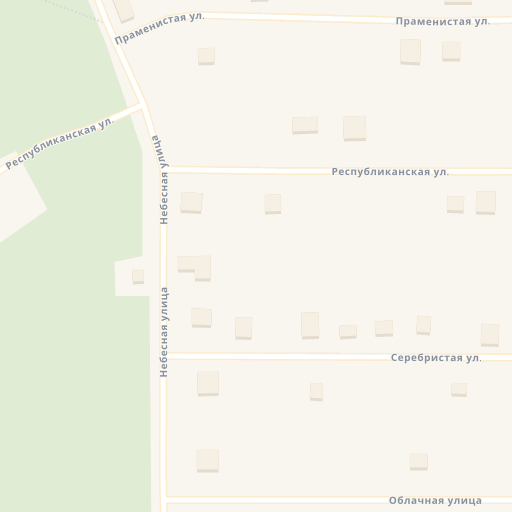 Праменистая ул.
Праменистая ул.
Республиканская ул.
Небесная улица
Республиканская ул.
Небесная улица
Серебристая ул.
Облачная улица